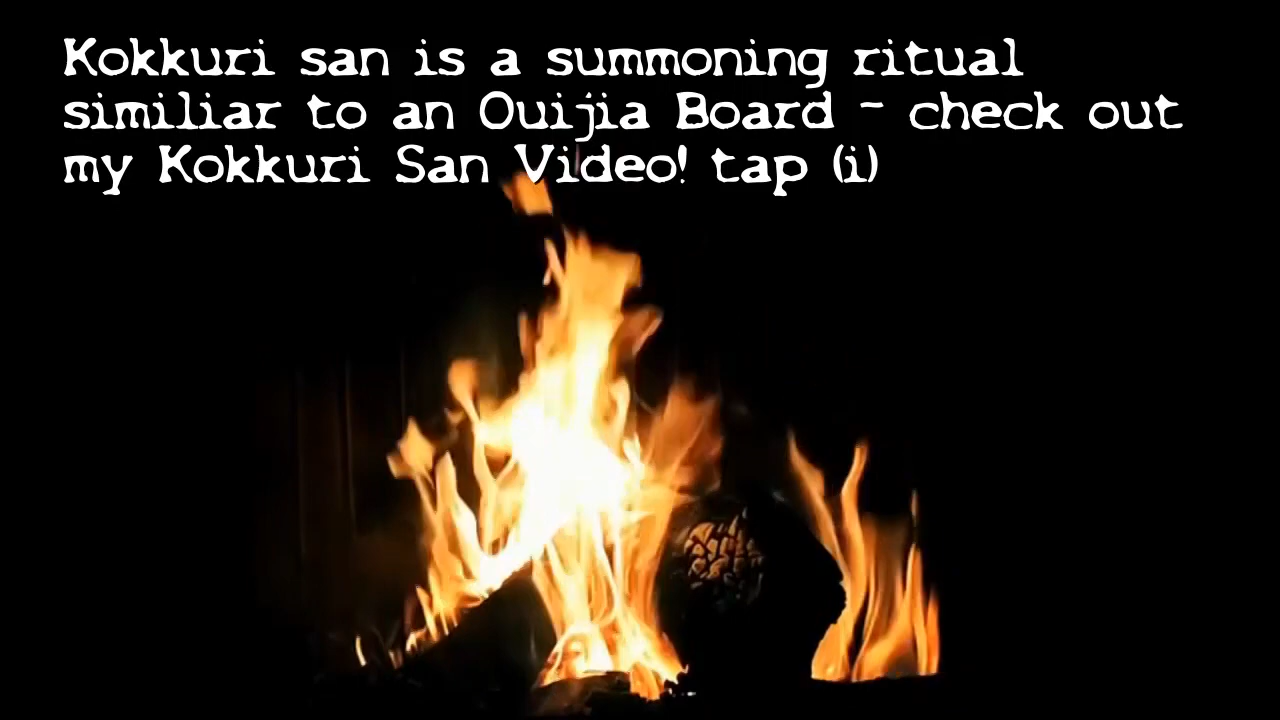 Kokkuri san is a summoning ritual
similiar to an Ouijia Board - check out
my Kokkuri San Video! tap (i)